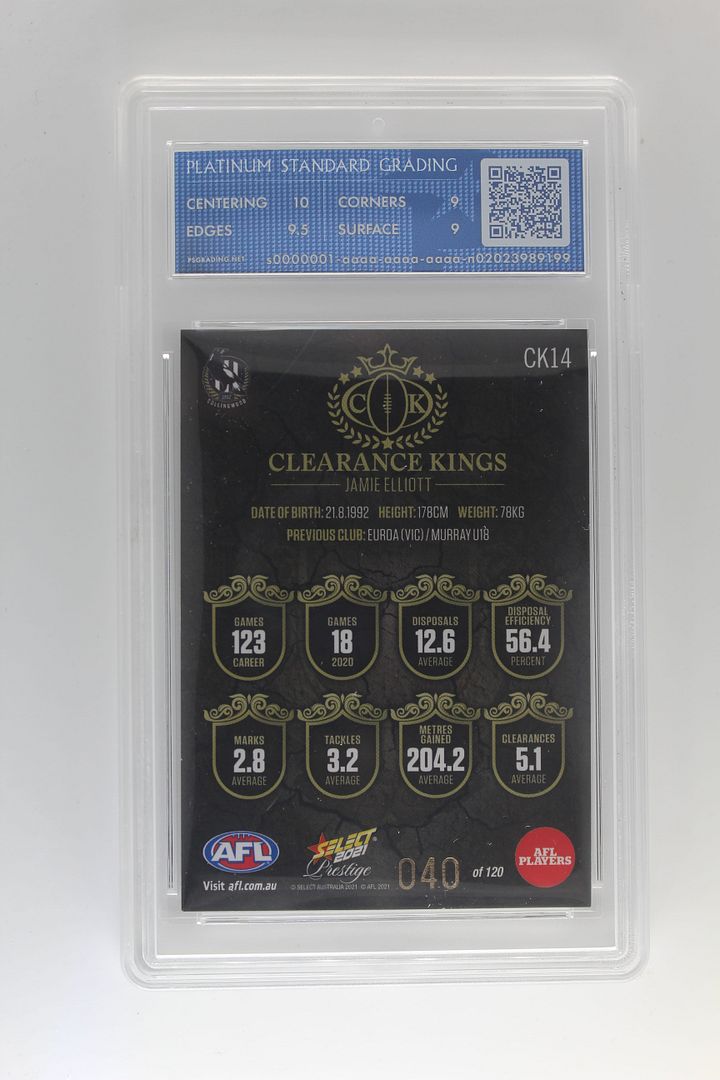 PLATINUM STANDARD GRADING
CENTERING 10 CORNERS 9
EDGES 9.5 SURFACE 9
PSGRADING.NET s0000001-aaaa-aaaa-aaaa-n02023989199
CK14
COLLINGWOOD
C K
CLEARANCE KINGS
JAMIE ELLIOTT
DATE OF BIRTH: 21.8.1992 HEIGHT: 178CM WEIGHT: 78KG
PREVIOUS CLUB: EUROA (VIC) / MURRAY U18
GAMES
123
CAREER
GAMES
18
2020
DISPOSALS
12.6
AVERAGE
DISPOSAL
EFFICIENCY
56.4
PERCENT
MARKS
2.8
AVERAGE
TACKLES
3.2
AVERAGE
METRES
GAINED
204.2
AVERAGE
CLEARANCES
5.1
AVERAGE
AFL
Visit afl.com.au
SELECT
2021
Prestige
© SELECT AUSTRALIA 2021 © AFL 2021
040 of 120
AFL
PLAYERS